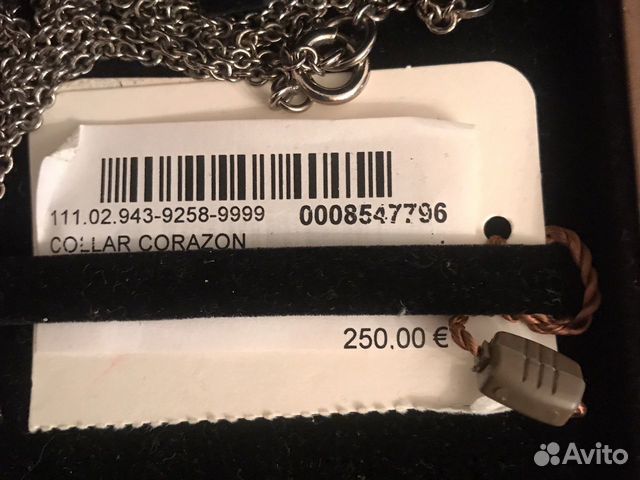 111.02.943-9258-9999 0008547796
COLLAR CORAZON
250,00 €
Avito